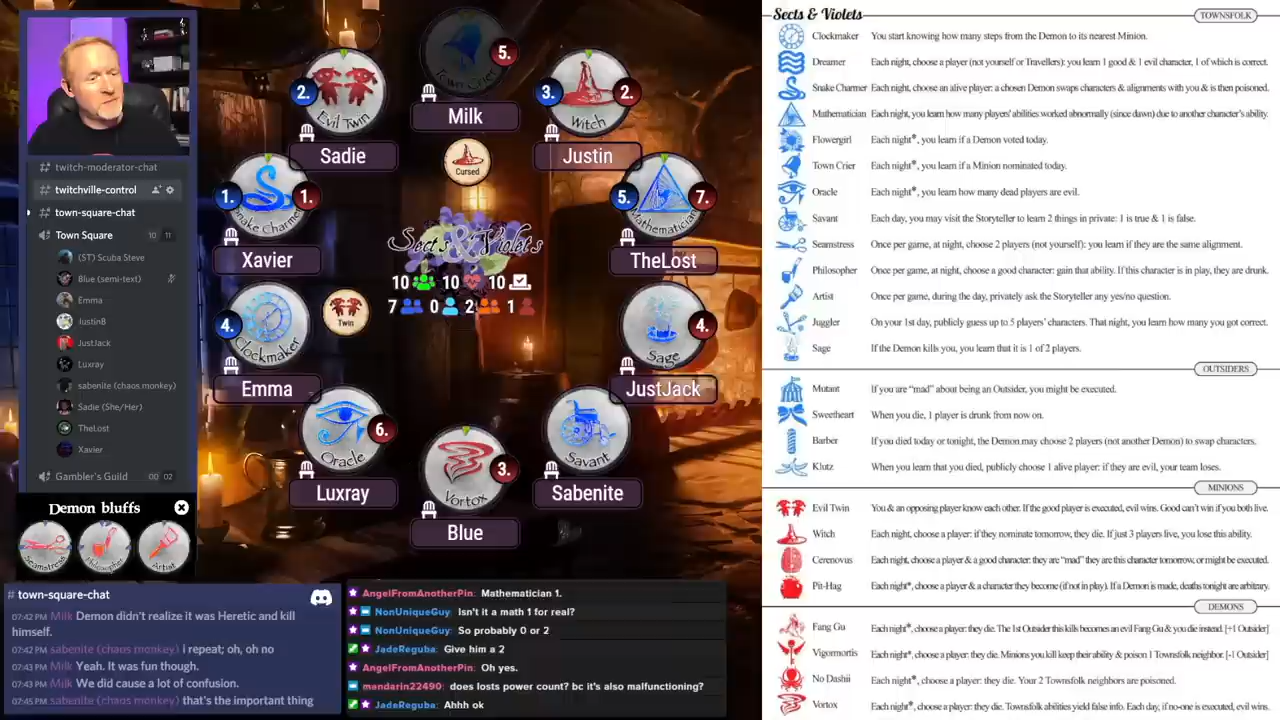 # twitch-moderator-chat
twitchville-control
# town-square-chat
Town Square 10 11
(ST) Scuba Steve
Blue (semi-text)
Emma
JustinB
JustJack
Luxray
sabenite (chaos monkey)
Sadie (She/Her)
TheLost
Xavier
Gambler's Guild 00 02
Demon bluffs
Seamstress
Philosopher
Artist
Town Crier
5.
Milk
2.
Evil Twin
Sadie
3.
Witch
2.
Justin
Cursed
1.
Snake Charmer
1.
Xavier
5.
Mathematician
7.
TheLost
Sects & Violets
10 10 10
7 0 2 1
4.
Clockmaker
Twin
Emma
Sage
4.
JustJack
Oracle
6.
Luxray
Vortox
3.
Blue
Savant
Sabenite
# town-square-chat
07:42 PM Milk Demon didn't realize it was Heretic and kill
himself.
07:42 PM sabenite (chaos monkey) i repeat; oh, oh no
07:43 PM Milk Yeah. It was fun though.
07:43 PM Milk We did cause a lot of confusion.
07:45 PM sabenite (chaos monkey) that's the important thing
AngelFromAnotherPin: Mathematician 1.
NonUniqueGuy: Isn't it a math 1 for real?
NonUniqueGuy: So probably 0 or 2
JadeReguba: Give him a 2
AngelFromAnotherPin: Oh yes.
mandarin22490: does losts power count? bc it's also malfunctioning?
JadeReguba: Ahhh ok
Sects & Violets
TOWNSFOLK
Clockmaker You start knowing how many steps from the Demon to its nearest Minion.
Dreamer Each night, choose a player (not yourself or Travellers): you learn 1 good & 1 evil character, 1 of which is correct.
Snake Charmer Each night, choose an alive player: a chosen Demon swaps characters & alignments with you & is then poisoned.
Mathematician Each night, you learn how many players' abilities worked abnormally (since dawn) due to another character's ability.
Flowergirl Each night*, you learn if a Demon voted today.
Town Crier Each night*, you learn if a Minion nominated today.
Oracle Each night*, you learn how many dead players are evil.
Savant Each day, you may visit the Storyteller to learn 2 things in private: 1 is true & 1 is false.
Seamstress Once per game, at night, choose 2 players (not yourself): you learn if they are the same alignment.
Philosopher Once per game, at night, choose a good character: gain that ability. If this character is in play, they are drunk.
Artist Once per game, during the day, privately ask the Storyteller any yes/no question.
Juggler On your 1st day, publicly guess up to 5 players' characters. That night, you learn how many you got correct.
Sage If the Demon kills you, you learn that it is 1 of 2 players.
OUTSIDERS
Mutant If you are "mad" about being an Outsider, you might be executed.
Sweetheart When you die, 1 player is drunk from now on.
Barber If you died today or tonight, the Demon may choose 2 players (not another Demon) to swap characters.
Klutz When you learn that you died, publicly choose 1 alive player: if they are evil, your team loses.
MINIONS
Evil Twin You & an opposing player know each other. If the good player is executed, evil wins. Good can't win if you both live.
Witch Each night, choose a player: if they nominate tomorrow, they die. If just 3 players live, you lose this ability.
Cerenovus Each night, choose a player & a good character: they are "mad" they are this character tomorrow, or might be executed.
Pit-Hag Each night*, choose a player & a character they become (if not in play). If a Demon is made, deaths tonight are arbitrary.
DEMONS
Fang Gu Each night*, choose a player: they die. The 1st Outsider this kills becomes an evil Fang Gu & you die instead. [+1 Outsider]
Vigormortis Each night*, choose a player: they die. Minions you kill keep their ability & poison 1 Townsfolk neighbor. [-1 Outsider]
No Dashii Each night*, choose a player: they die. Your 2 Townsfolk neighbors are poisoned.
Vortox Each night*, choose a player: they die. Townsfolk abilities yield false info. Each day, if no-one is executed, evil wins.